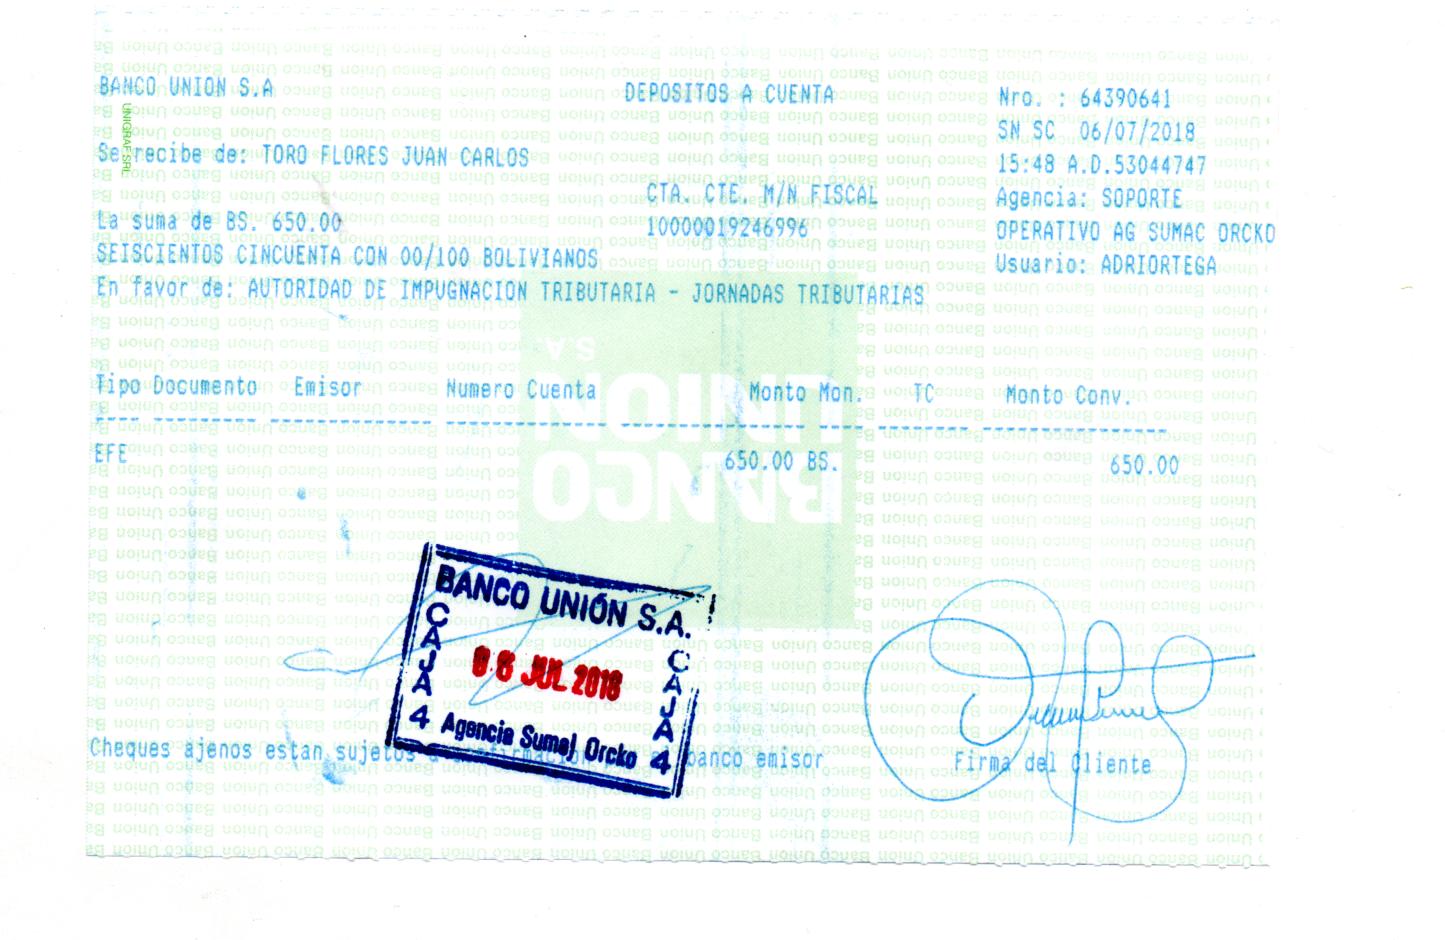 BANCO UNION S.A
DEPOSITOS A CUENTA
Nro. : 64390641
SN SC 06/07/2018
15:48 A.D.53044747
Agencia: SOPORTE
OPERATIVO AG SUMAC ORCKO
Usuario: ADRIORTEGA
UNIGRAF SRL
Se recibe de: TORO FLORES JUAN CARLOS
CTA. CTE. M/N FISCAL
10000019246996
La suma de BS. 650.00
SEISCIENTOS CINCUENTA CON 00/100 BOLIVIANOS
En favor de: AUTORIDAD DE IMPUGNACION TRIBUTARIA - JORNADAS TRIBUTARIAS
BANCO
UNION
S.A.
Tipo Documento Emisor Numero Cuenta Monto Mon. TC Monto Conv.
EFE 650.00 BS. 650.00
BANCO UNIÓN S.A.
CAJA 4
JUL 2018
CAJA 4
Agencia Sumaj Orcko
Cheques ajenos estan sujetos a confirmacion banco emisor
Firma del Cliente